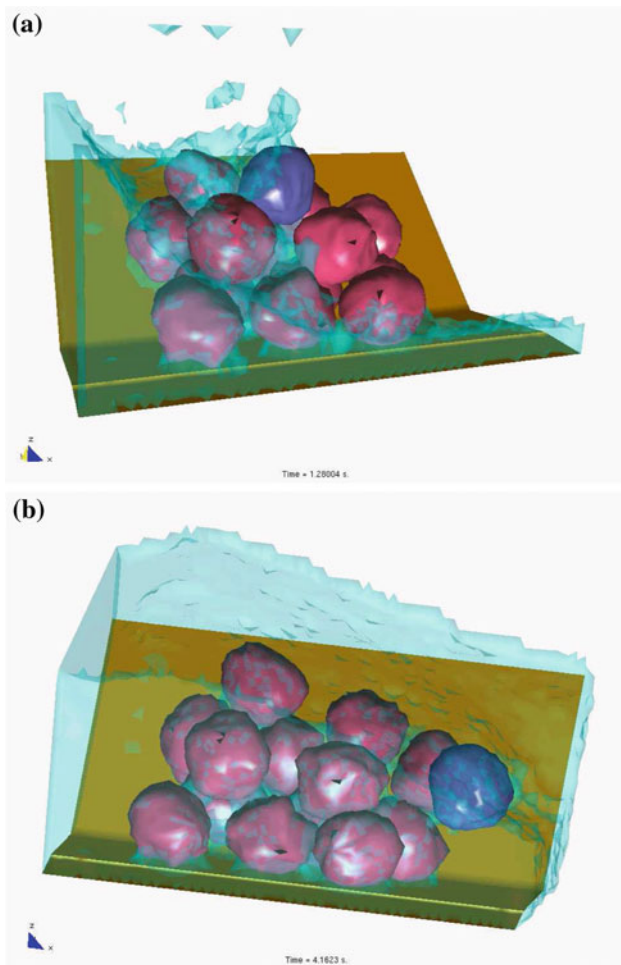 (a)
z
x
Time = 1.28004 s.
(b)
z
x
Time = 4.1623 s.